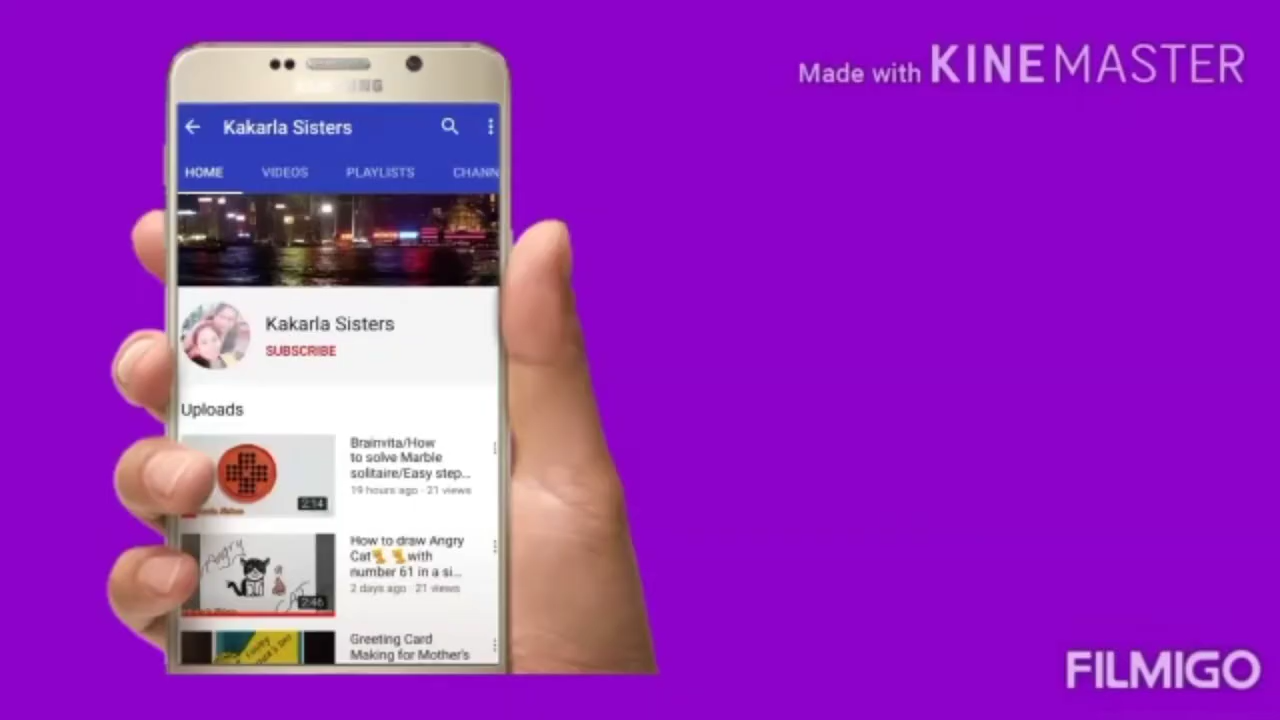 Made with KINEMASTER
Kakarla Sisters
HOME VIDEOS PLAYLISTS CHANN
Kakarla Sisters
SUBSCRIBE
Uploads
Brainvita/How
to solve Marble
solitaire/Easy step...
19 hours ago · 21 views
2:14
How to draw Angry
Cat🐈 🐈with
number 61 in a si...
2 days ago · 21 views
Angry
CAT
2:46
Greeting Card
Making for Mother's
FILMIGO